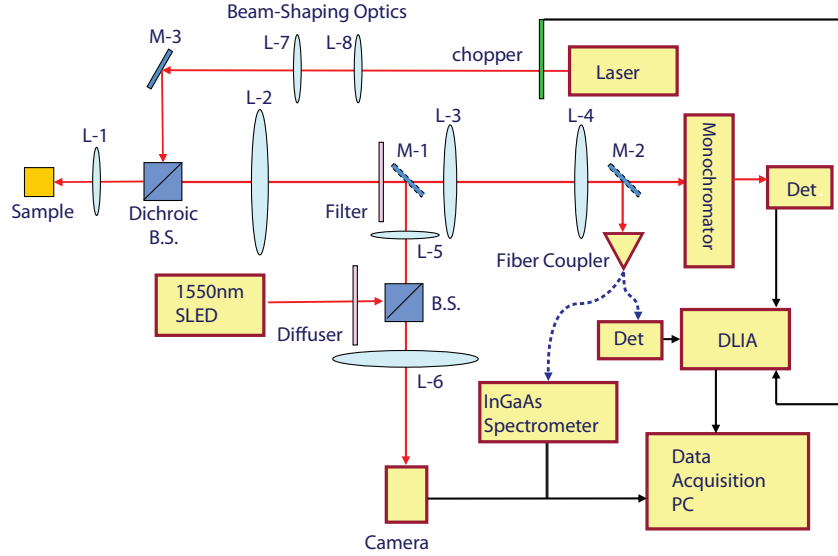 Beam-Shaping Optics
M-3
L-7
L-8
chopper
Laser
L-2
L-1
L-3
L-4
M-1
M-2
Monochromator
Det
Sample
Dichroic
B.S.
Filter
L-5
Fiber Coupler
1550nm
SLED
Diffuser
B.S.
Det
DLIA
L-6
InGaAs
Spectrometer
Data
Acquisition
PC
Camera